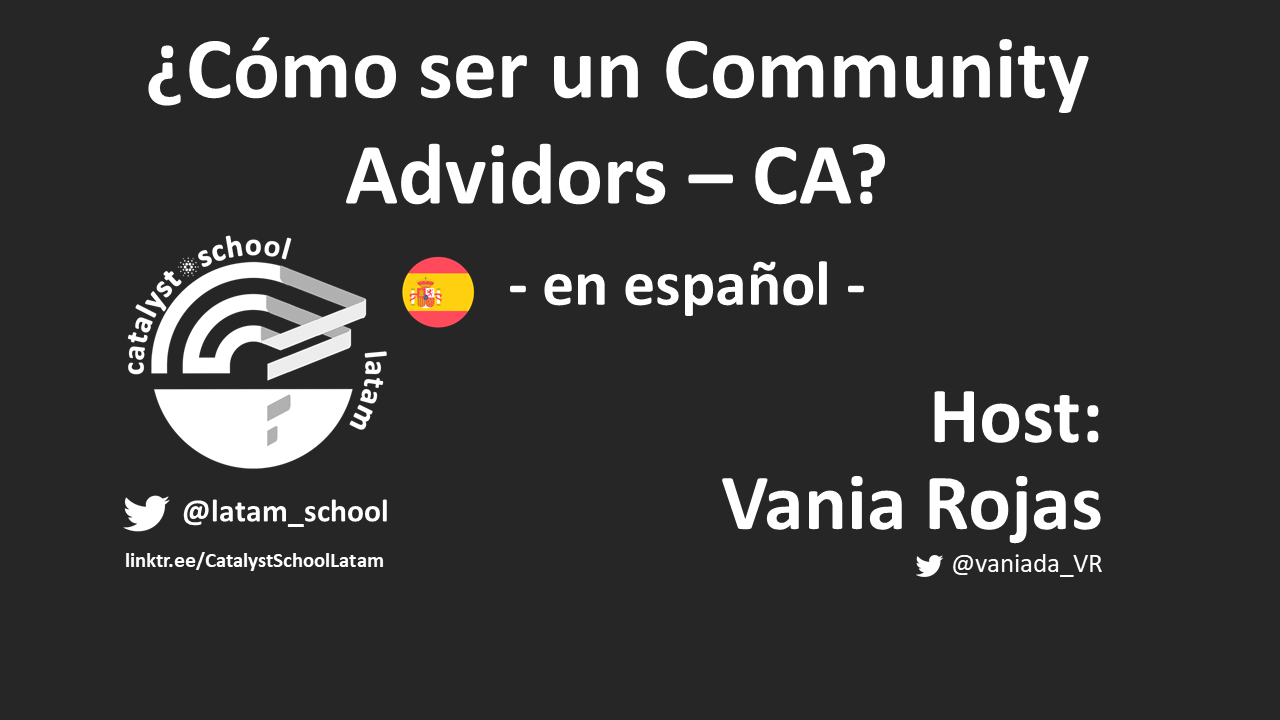 ¿Cómo ser un Community
Advidors – CA?
catalyst school
latam
- en español -
Host:
Vania Rojas
@vaniada_VR
@latam_school
linktr.ee/CatalystSchoolLatam